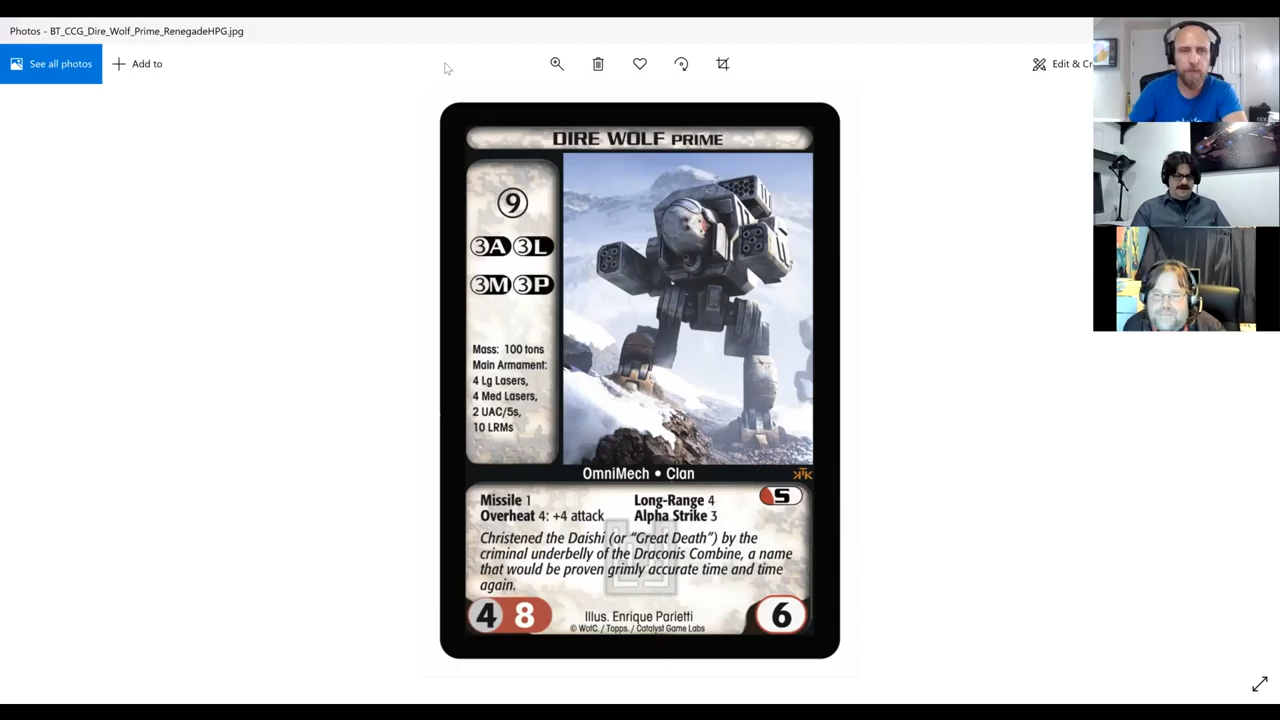 Photos - BT_CCG_Dire_Wolf_Prime_RenegadeHPG.jpg
See all photos
Add to
Edit & Cr
DIRE WOLF PRIME
9
3A 3L
3M 3P
Mass: 100 tons
Main Armament:
4 Lg Lasers,
4 Med Lasers,
2 UAC/5s,
10 LRMs
OmniMech • Clan
KTK
Missile 1
Long-Range 4
S
Overheat 4: +4 attack
Alpha Strike 3
Christened the Daishi (or “Great Death”) by the
criminal underbelly of the Draconis Combine, a name
that would be proven grimly accurate time and time
again.
4 8
Illus. Enrique Parietti
© WotC. / Topps. / Catalyst Game Labs
6